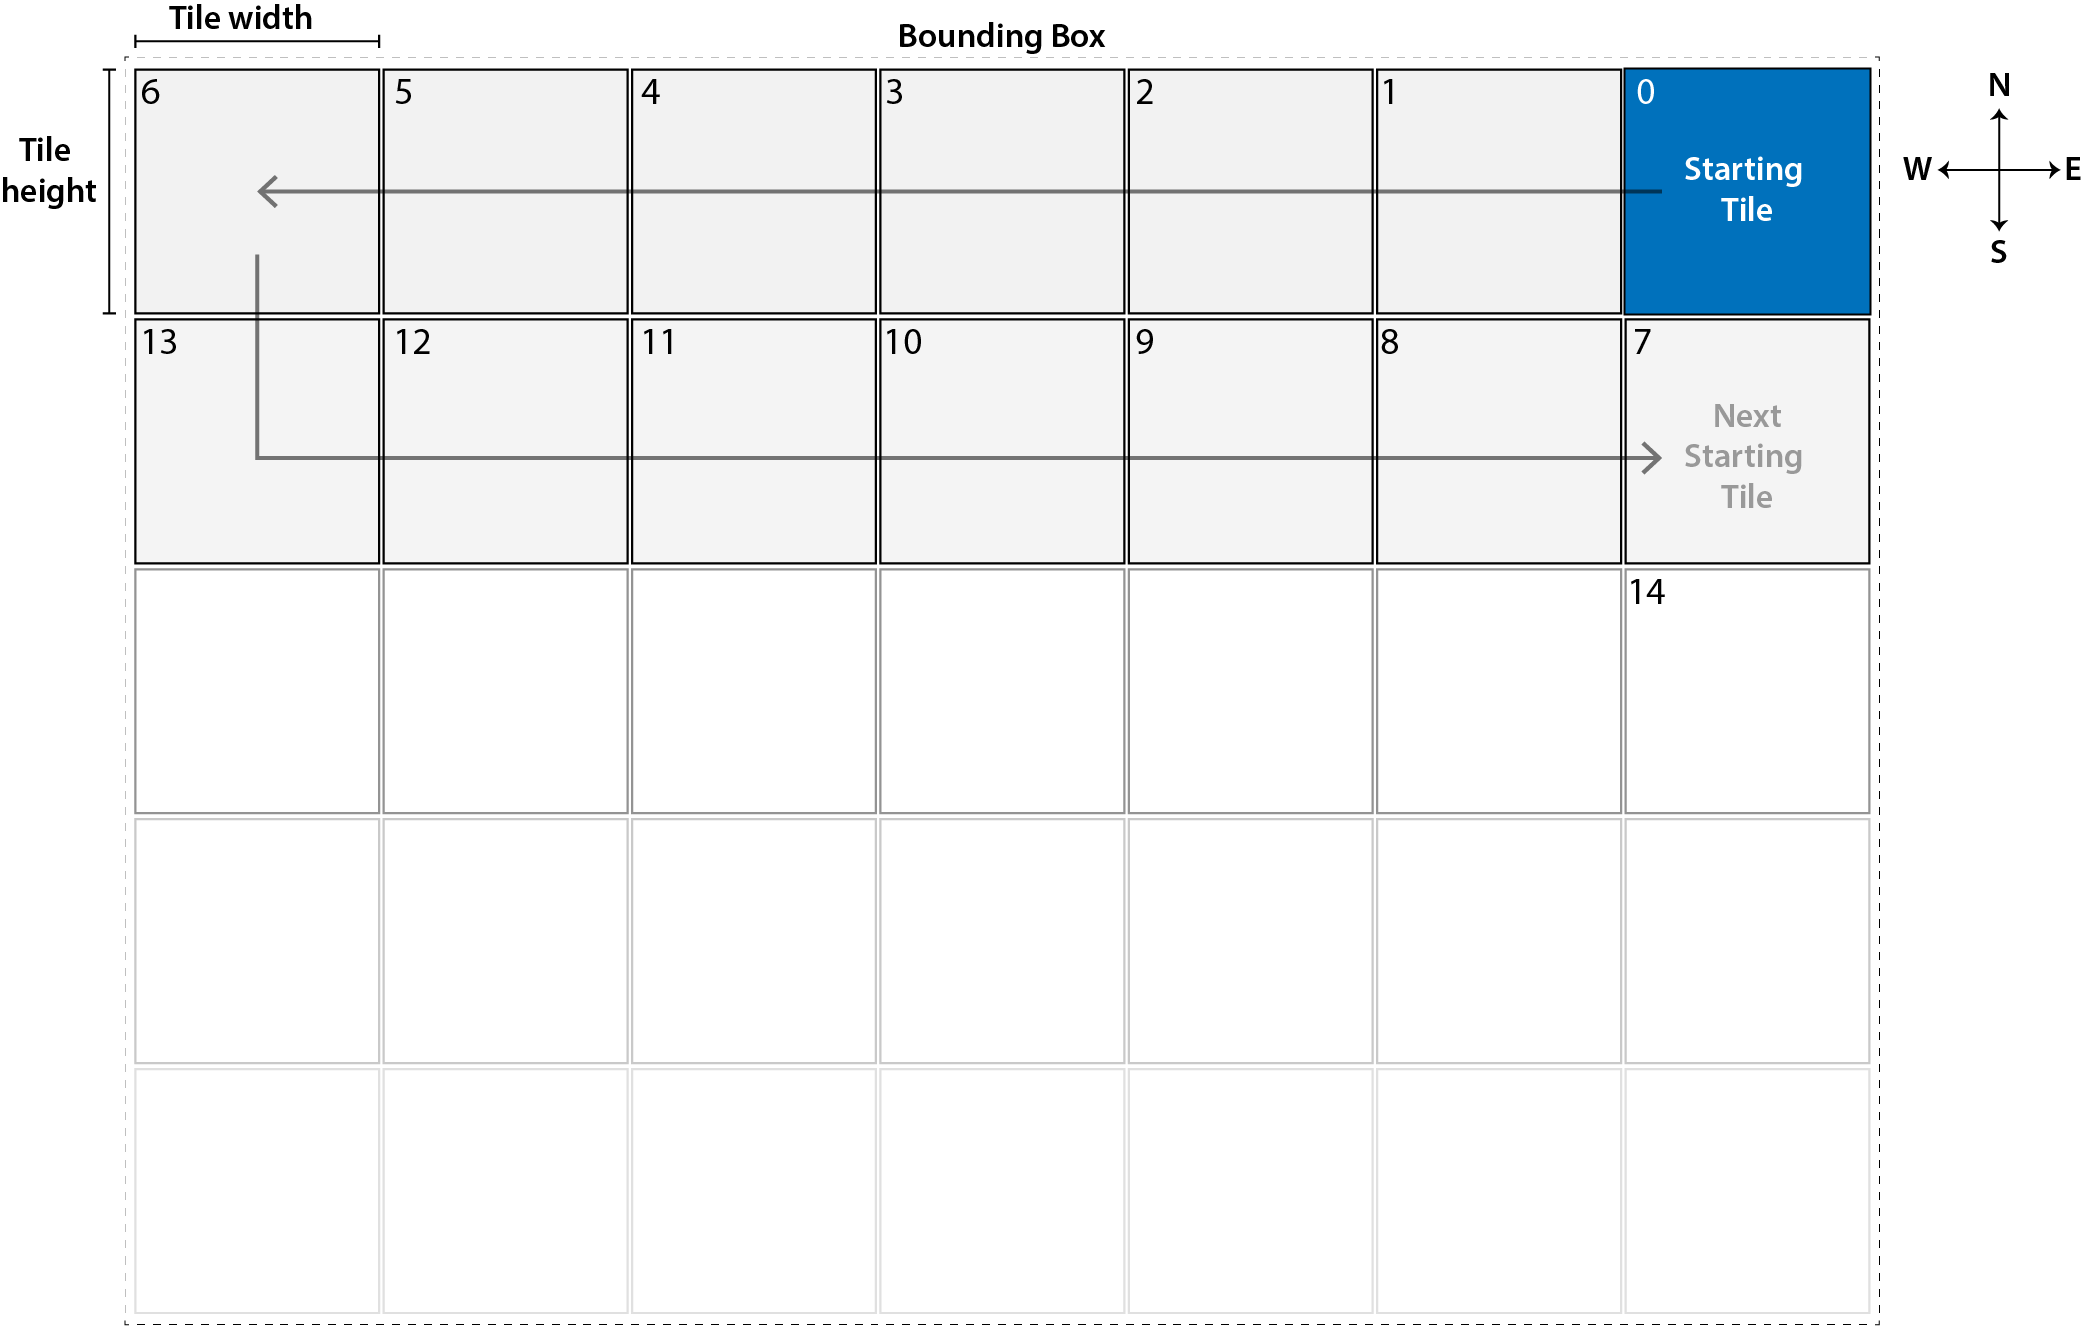 Tile width
Bounding Box
6 5 4 3 2 1 0
N
Tile
height
Starting
Tile
W E
S
13 12 11 10 9 8 7
Next
Starting
Tile
14